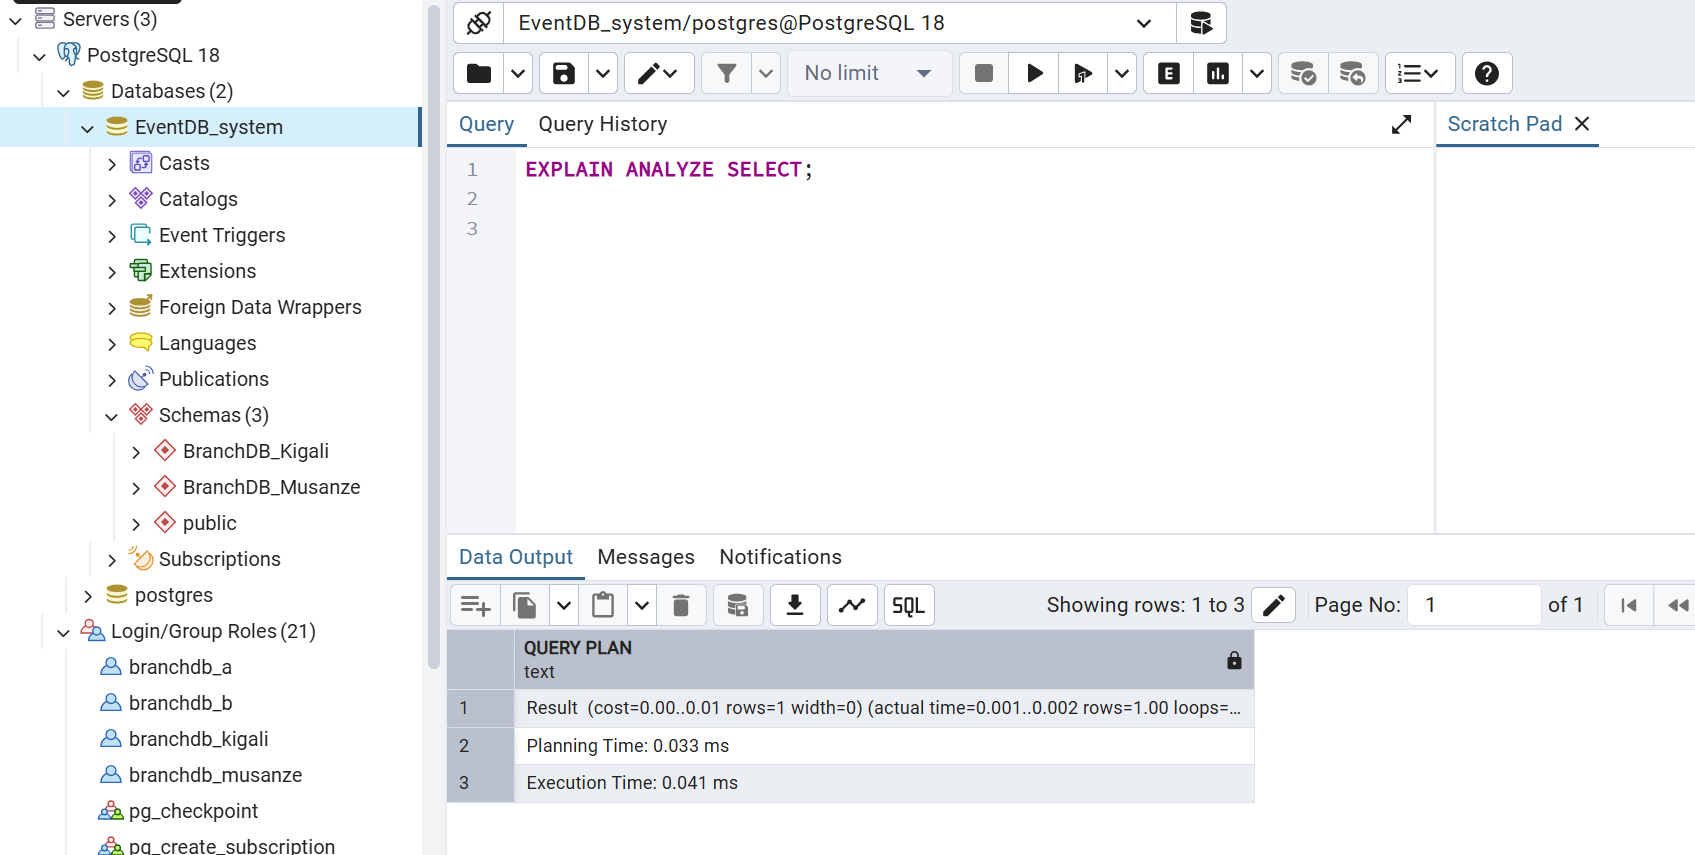 Servers (3)
PostgreSQL 18
Databases (2)
EventDB_system
Casts
Catalogs
Event Triggers
Extensions
Foreign Data Wrappers
Languages
Publications
Schemas (3)
BranchDB_Kigali
BranchDB_Musanze
public
Subscriptions
postgres
Login/Group Roles (21)
branchdb_a
branchdb_b
branchdb_kigali
branchdb_musanze
pg_checkpoint
pg_create_subscription
EventDB_system/postgres@PostgreSQL 18
No limit
E
Query Query History
Scratch Pad
1 EXPLAIN ANALYZE SELECT;
2
3
Data Output Messages Notifications
SQL
Showing rows: 1 to 3
Page No: 1 of 1
QUERY PLAN
text
1 Result (cost=0.00..0.01 rows=1 width=0) (actual time=0.001..0.002 rows=1.00 loops=...
2 Planning Time: 0.033 ms
3 Execution Time: 0.041 ms